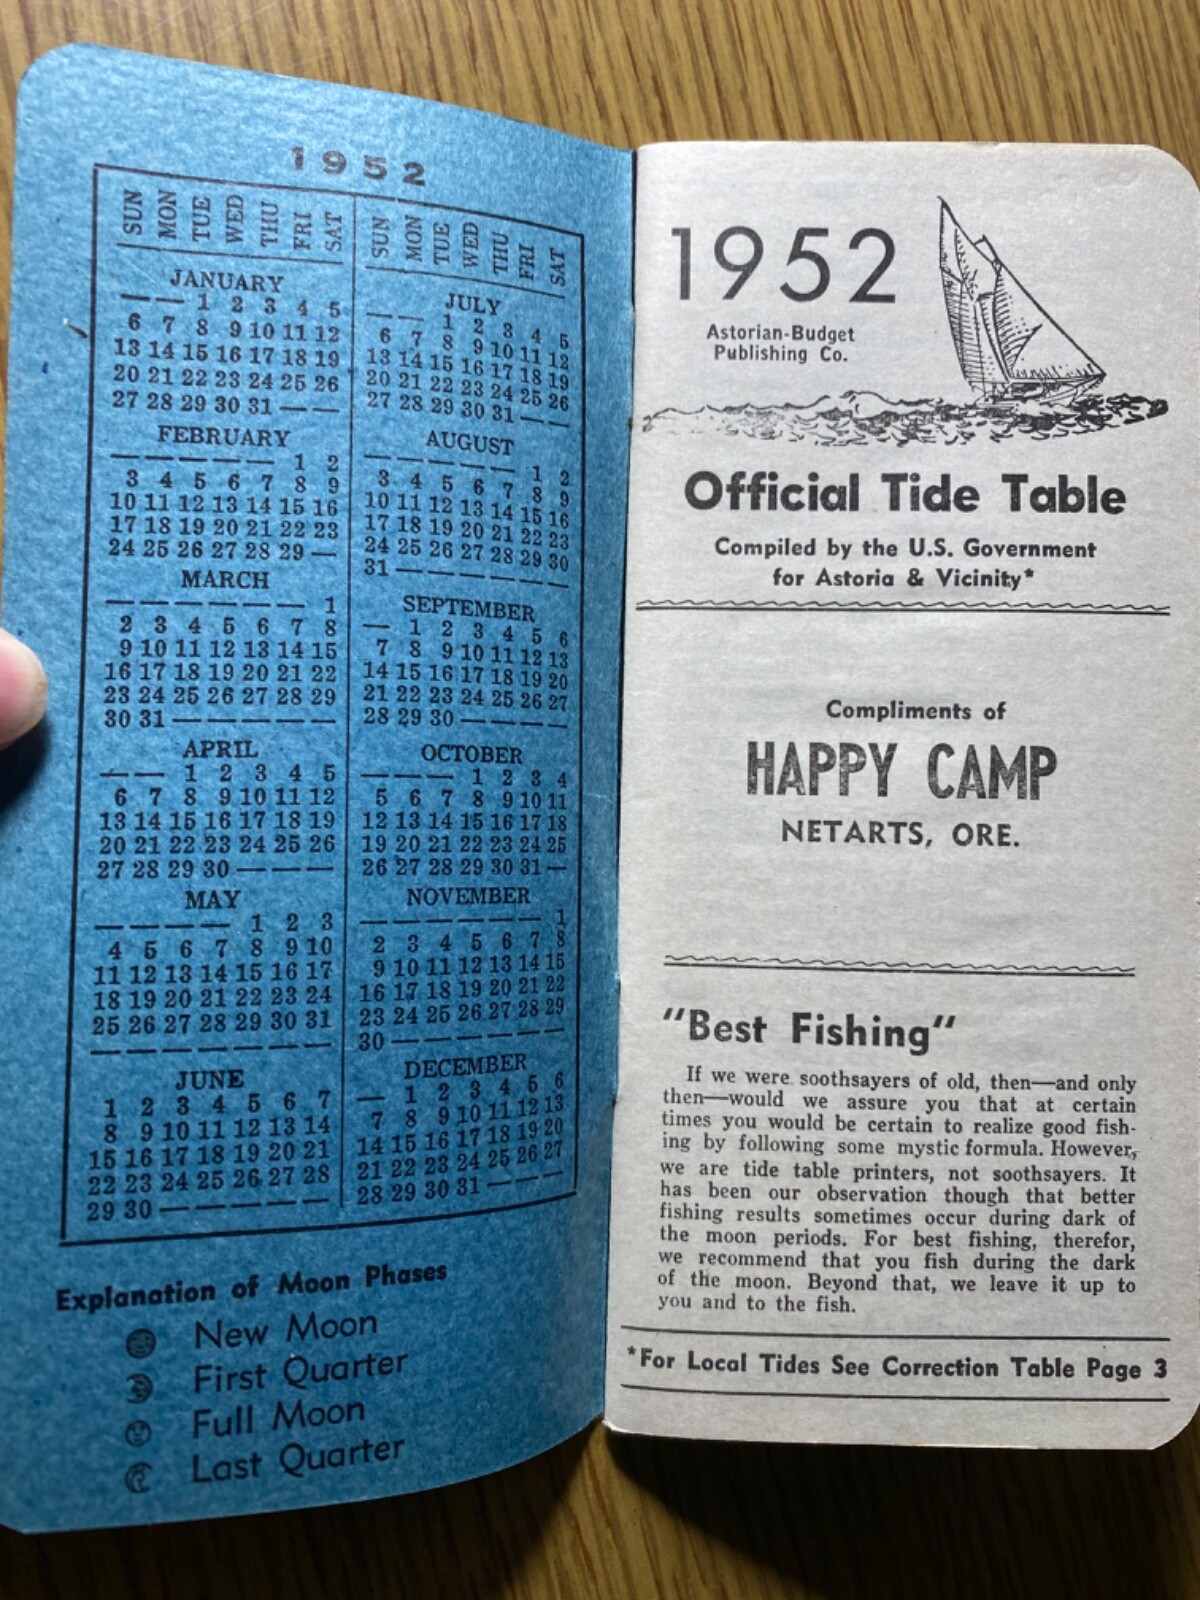 1952
SUN MON TUE WED THU FRI SAT
JANUARY
— — 1 2 3 4 5
6 7 8 9 10 11 12
13 14 15 16 17 18 19
20 21 22 23 24 25 26
27 28 29 30 31 — —
FEBRUARY
— — — — — 1 2
3 4 5 6 7 8 9
10 11 12 13 14 15 16
17 18 19 20 21 22 23
24 25 26 27 28 29 —
MARCH
— — — — — — 1
2 3 4 5 6 7 8
9 10 11 12 13 14 15
16 17 18 19 20 21 22
23 24 25 26 27 28 29
30 31 — — — — —
APRIL
— — 1 2 3 4 5
6 7 8 9 10 11 12
13 14 15 16 17 18 19
20 21 22 23 24 25 26
27 28 29 30 — — —
MAY
— — — — 1 2 3
4 5 6 7 8 9 10
11 12 13 14 15 16 17
18 19 20 21 22 23 24
25 26 27 28 29 30 31
— — — — — — —
JUNE
1 2 3 4 5 6 7
8 9 10 11 12 13 14
15 16 17 18 19 20 21
22 23 24 25 26 27 28
29 30 — — — — —
SUN MON TUE WED THU FRI SAT
JULY
— — 1 2 3 4 5
6 7 8 9 10 11 12
13 14 15 16 17 18 19
20 21 22 23 24 25 26
27 28 29 30 31 — —
AUGUST
— — — — — 1 2
3 4 5 6 7 8 9
10 11 12 13 14 15 16
17 18 19 20 21 22 23
24 25 26 27 28 29 30
31 — — — — — —
SEPTEMBER
— 1 2 3 4 5 6
7 8 9 10 11 12 13
14 15 16 17 18 19 20
21 22 23 24 25 26 27
28 29 30 — — — —
OCTOBER
— — — 1 2 3 4
5 6 7 8 9 10 11
12 13 14 15 16 17 18
19 20 21 22 23 24 25
26 27 28 29 30 31 —
NOVEMBER
— — — — — — 1
2 3 4 5 6 7 8
9 10 11 12 13 14 15
16 17 18 19 20 21 22
23 24 25 26 27 28 29
30 — — — — — —
DECEMBER
— 1 2 3 4 5 6
7 8 9 10 11 12 13
14 15 16 17 18 19 20
21 22 23 24 25 26 27
28 29 30 31 — — —
Explanation of Moon Phases
New Moon
First Quarter
Full Moon
Last Quarter
1952
Astorian-Budget
Publishing Co.
Official Tide Table
Compiled by the U.S. Government
for Astoria & Vicinity*
Compliments of
HAPPY CAMP
NETARTS, ORE.
"Best Fishing"
If we were soothsayers of old, then—and only
then—would we assure you that at certain
times you would be certain to realize good fish-
ing by following some mystic formula. However,
we are tide table printers, not soothsayers. It
has been our observation though that better
fishing results sometimes occur during dark of
the moon periods. For best fishing, therefor,
we recommend that you fish during the dark
of the moon. Beyond that, we leave it up to
you and to the fish.
*For Local Tides See Correction Table Page 3